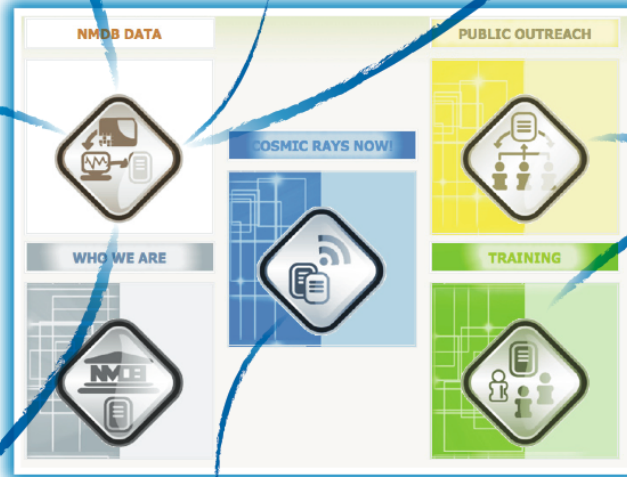 NMDB DATA
PUBLIC OUTREACH
COSMIC RAYS NOW!
WHO WE ARE
TRAINING
NMDB